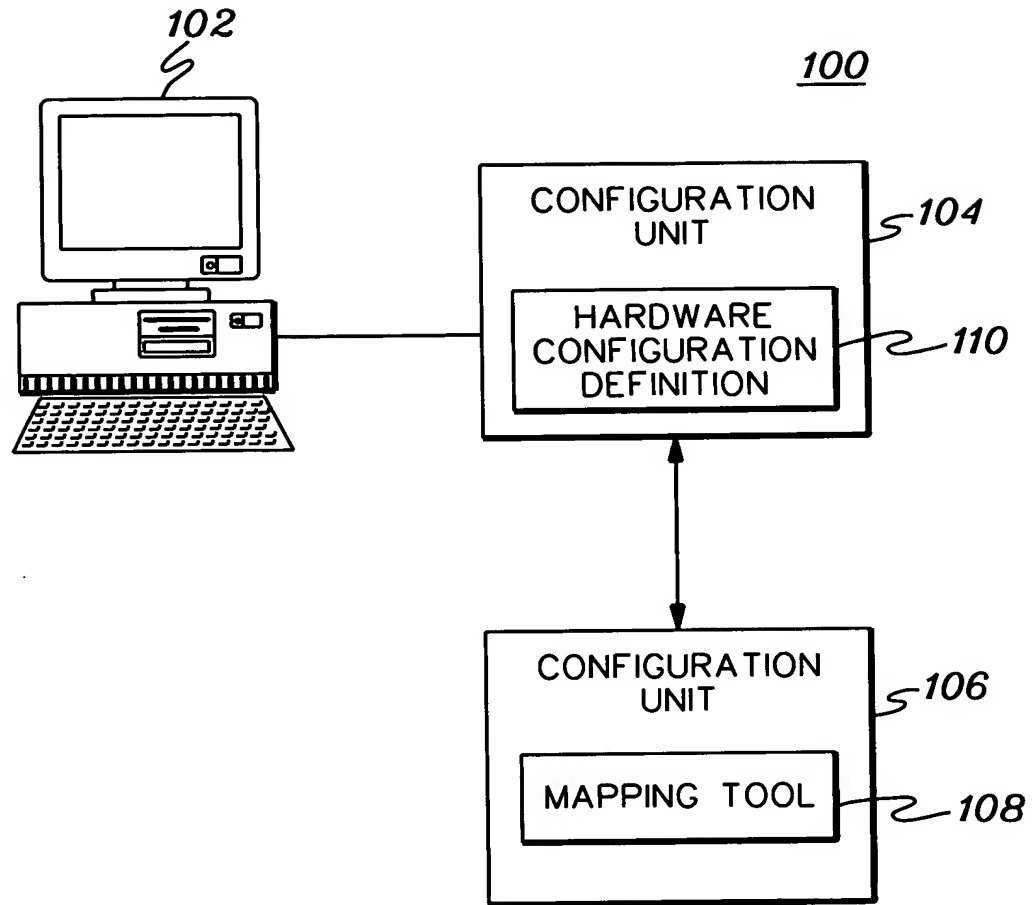 102
100
CONFIGURATION
UNIT
104
HARDWARE
CONFIGURATION
DEFINITION
110
CONFIGURATION
UNIT
106
MAPPING TOOL
108